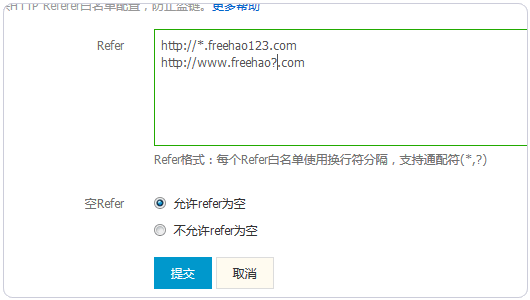 HTTP Referer白名单配置，防止盗链。更多帮助
Refer
http://*.freehao123.com
http://www.freehao?.com
Refer格式：每个Refer白名单使用换行符分隔，支持通配符(*,?)
空Refer
允许refer为空
不允许refer为空
提交 取消